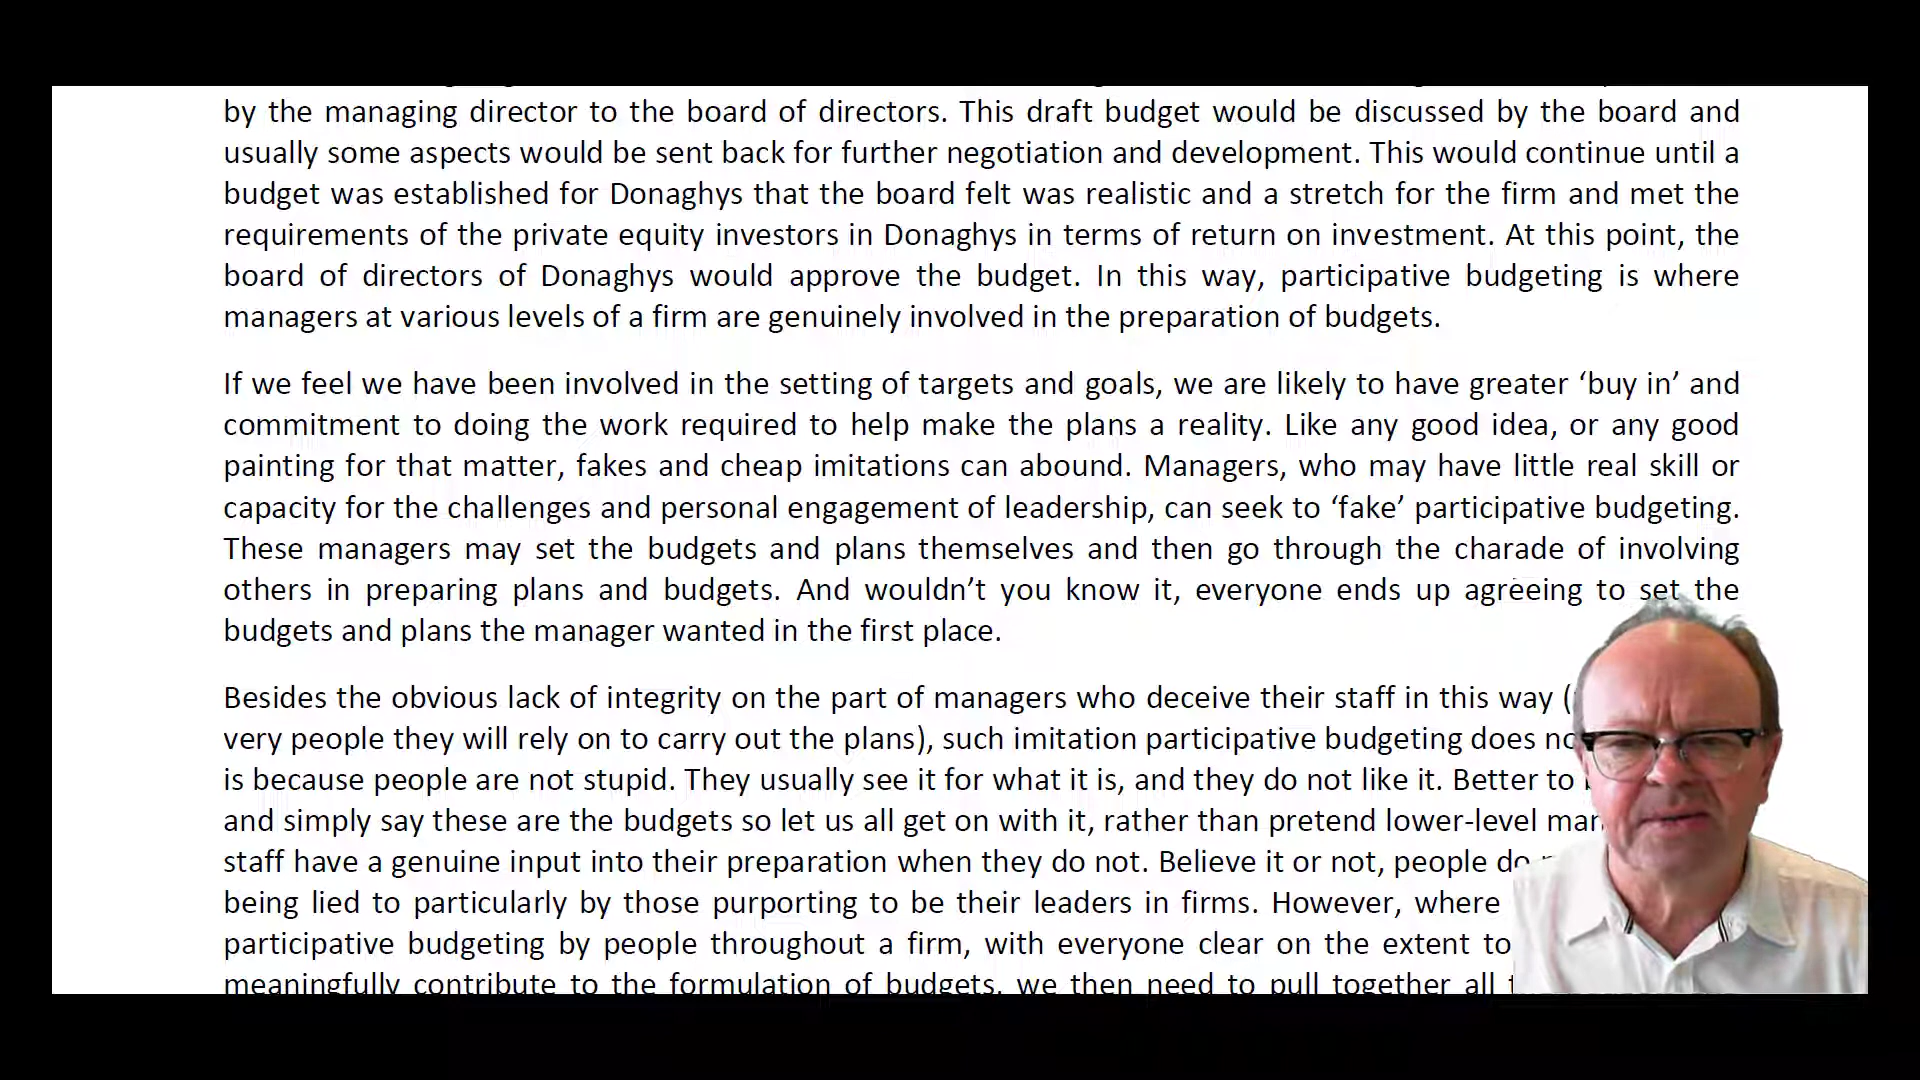 by the managing director to the board of directors. This draft budget would be discussed by the board and
usually some aspects would be sent back for further negotiation and development. This would continue until a
budget was established for Donaghys that the board felt was realistic and a stretch for the firm and met the
requirements of the private equity investors in Donaghys in terms of return on investment. At this point, the
board of directors of Donaghys would approve the budget. In this way, participative budgeting is where
managers at various levels of a firm are genuinely involved in the preparation of budgets.
If we feel we have been involved in the setting of targets and goals, we are likely to have greater ‘buy in’ and
commitment to doing the work required to help make the plans a reality. Like any good idea, or any good
painting for that matter, fakes and cheap imitations can abound. Managers, who may have little real skill or
capacity for the challenges and personal engagement of leadership, can seek to ‘fake’ participative budgeting.
These managers may set the budgets and plans themselves and then go through the charade of involving
others in preparing plans and budgets. And wouldn’t you know it, everyone ends up agreeing to set the
budgets and plans the manager wanted in the first place.
Besides the obvious lack of integrity on the part of managers who deceive their staff in this way
very people they will rely on to carry out the plans), such imitation participative budgeting does
is because people are not stupid. They usually see it for what it is, and they do not like it. Better to
and simply say these are the budgets so let us all get on with it, rather than pretend lower-level
staff have a genuine input into their preparation when they do not. Believe it or not, people do
being lied to particularly by those purporting to be their leaders in firms. However, where
participative budgeting by people throughout a firm, with everyone clear on the extent to
meaningfully contribute to the formulation of budgets, we then need to pull together all